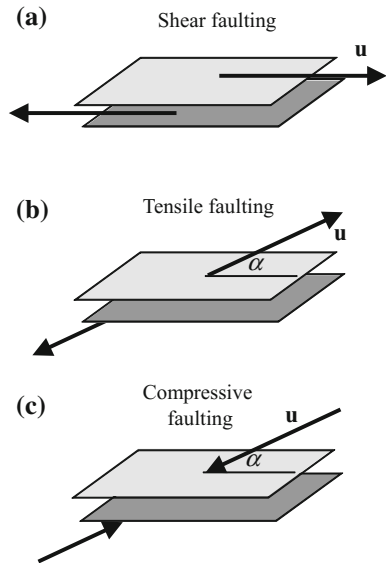 (a)
Shear faulting
u
(b)
Tensile faulting
u
α
(c)
Compressive
faulting
u
α